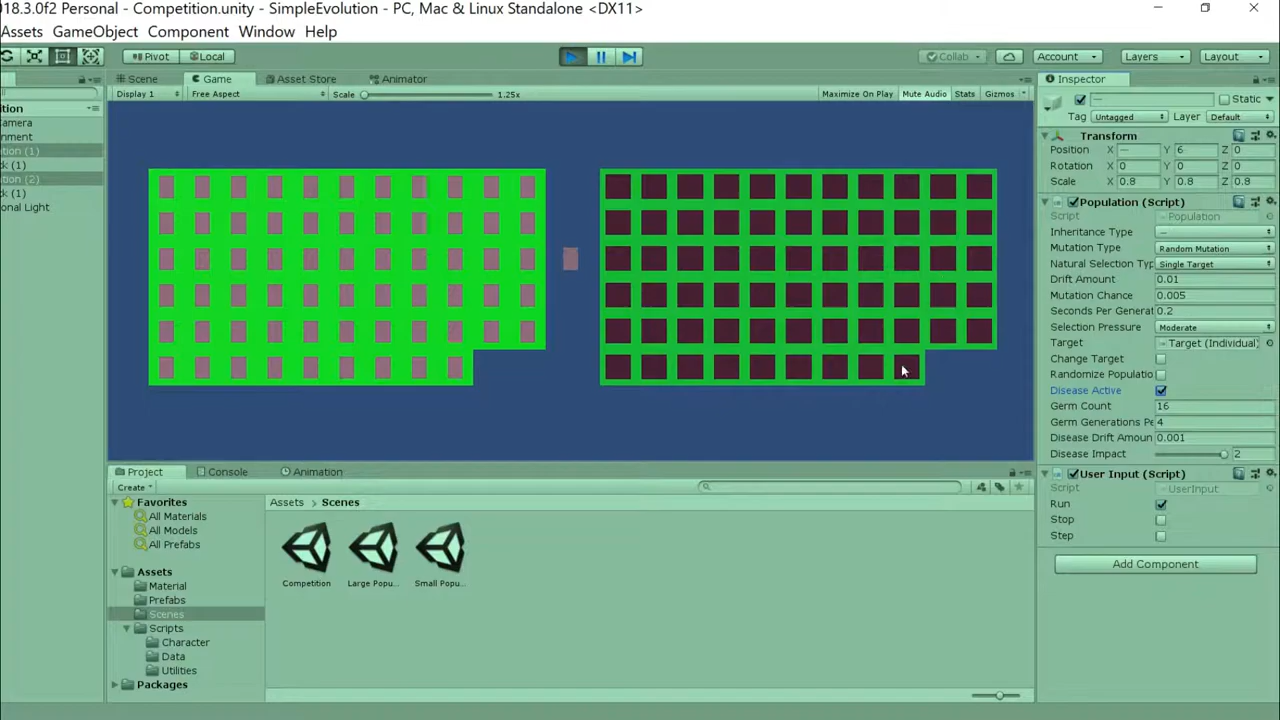 018.3.0f2 Personal - Competition.unity - SimpleEvolution - PC, Mac & Linux Standalone <DX11>
Assets GameObject Component Window Help
Pivot Local Collab Account Layers Layout
Scene Game Asset Store Animator Inspector
Display 1 Free Aspect Scale 1.25x Maximize On Play Mute Audio Stats Gizmos
— Static
Tag Untagged Layer Default
ition
Camera
nment
ition (1)
ck (1)
ation (2)
ck (1)
onal Light
Transform
Position X — Y 6 Z 0
Rotation X 0 Y 0 Z 0
Scale X 0.8 Y 0.8 Z 0.8
Population (Script)
Script Population
Inheritance Type —
Mutation Type Random Mutation
Natural Selection Typ Single Target
Drift Amount 0.01
Mutation Chance 0.005
Seconds Per Generat 0.2
Selection Pressure Moderate
Target Target (Individual)
Change Target
Randomize Populatio
Disease Active
Germ Count 16
Germ Generations Pe 4
Disease Drift Amoun 0.001
Disease Impact 2
User Input (Script)
Script UserInput
Run
Stop
Step
Add Component
Project Console Animation
Create
Favorites
All Materials
All Models
All Prefabs
Assets
Material
Prefabs
Scenes
Scripts
Character
Data
Utilities
Packages
Assets Scenes
Competition Large Popu... Small Popu...